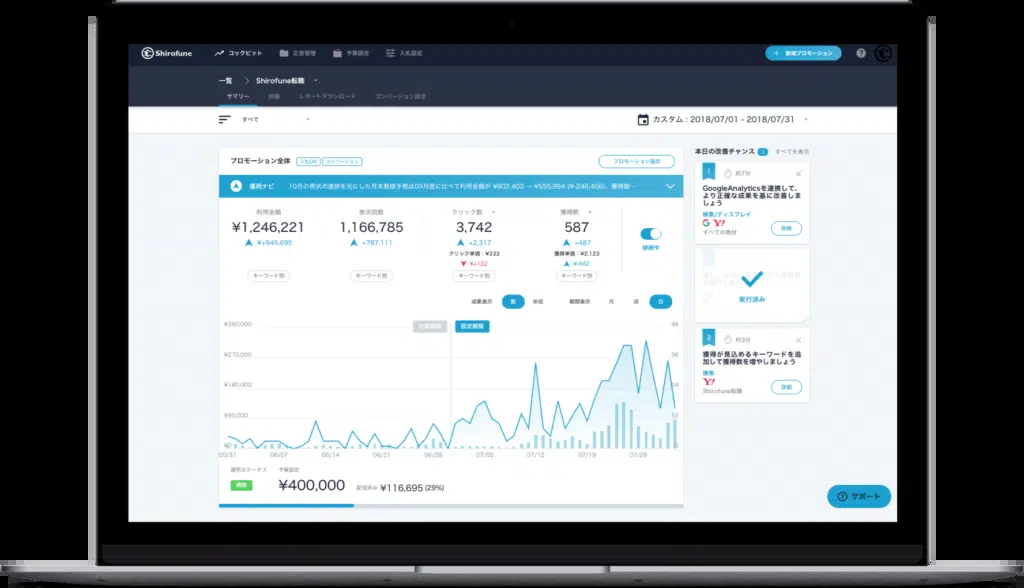 Shirofune
コックピット
広告管理
予算設定
入札設定
+ 新規プロモーション
?
一覧 > Shirofune転職
サマリー
詳細
レポートダウンロード
コンバージョン設定
すべて
カスタム : 2018/07/01 - 2018/07/31
プロモーション全体
入札ON
コンバージョン
プロモーション設定
運用ナビ
10月の現状の進捗を元にした月末数値予想は09月度に比べて利用金額が ¥802,400 → ¥555,994 (¥-246,406)、獲得数…
利用金額
¥1,246,221
¥+945,695
キーワード別
表示回数
1,166,785
+787,111
キーワード別
クリック数
3,742
+2,317
クリック単価 : ¥333
¥+122
キーワード別
獲得数
587
+487
獲得単価 : ¥2,123
キーワード別
接続中
成果表示
数
単価
期間表示
月
週
日
設定期間
¥360,000
¥270,000
¥180,000
¥90,000
¥0
48
36
24
12
0
05/31
06/07
06/14
06/21
06/28
07/05
07/12
07/19
07/26
運用ステータス
予算設定
¥400,000
配信済み ¥116,695 (29%)
本日の改善チャンス
3
すべてを表示
1
約7分
GoogleAnalyticsを連携して、
より正確な成果を基に改善しま
しょう
検索/ディスプレイ
G Y!
すべての商材
詳細
実行済み
約3分
獲得が見込めるキーワードを追
加して獲得数を増やしましょう
検索
Y!
Shirofune転職
詳細
? サポート